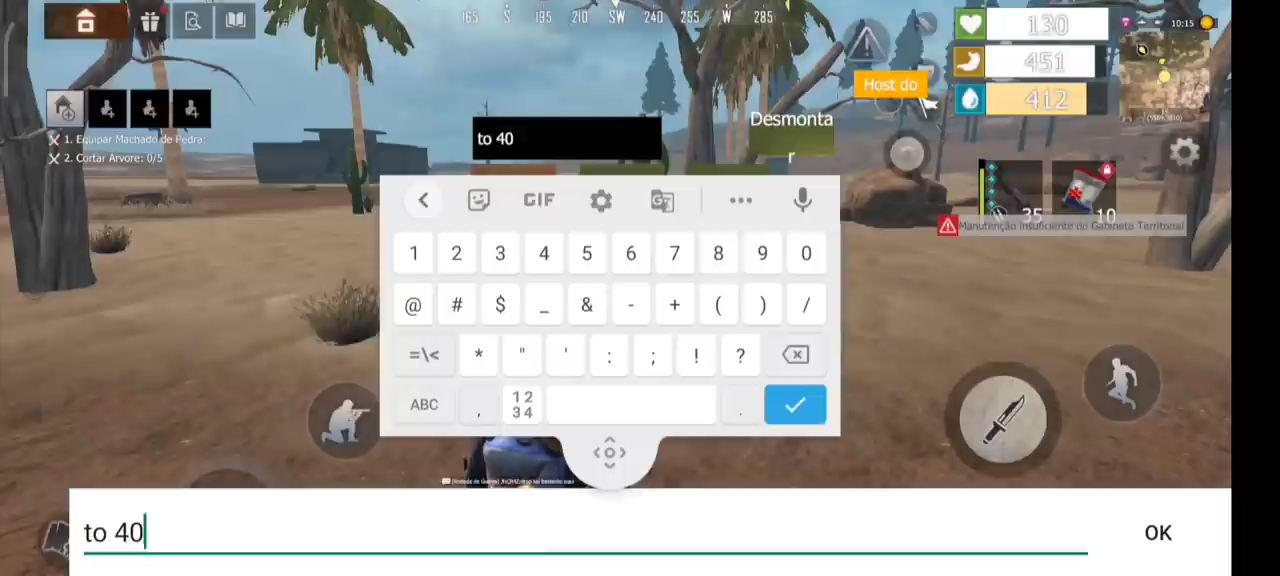 165 S 195 210 SW 240 255 W 285
130
10:15
451
Host do
412
1. Equipar Machado de Pedra:
2. Cortar Árvore: 0/5
to 40
Desmonta
r
35
10
Manutenção insuficiente do Gabinete Territorial
GIF
1 2 3 4 5 6 7 8 9 0
@ # $ _ & - + ( ) /
=\< * " ' : ; ! ?
ABC , 1 2 3 4 .
to 40
OK